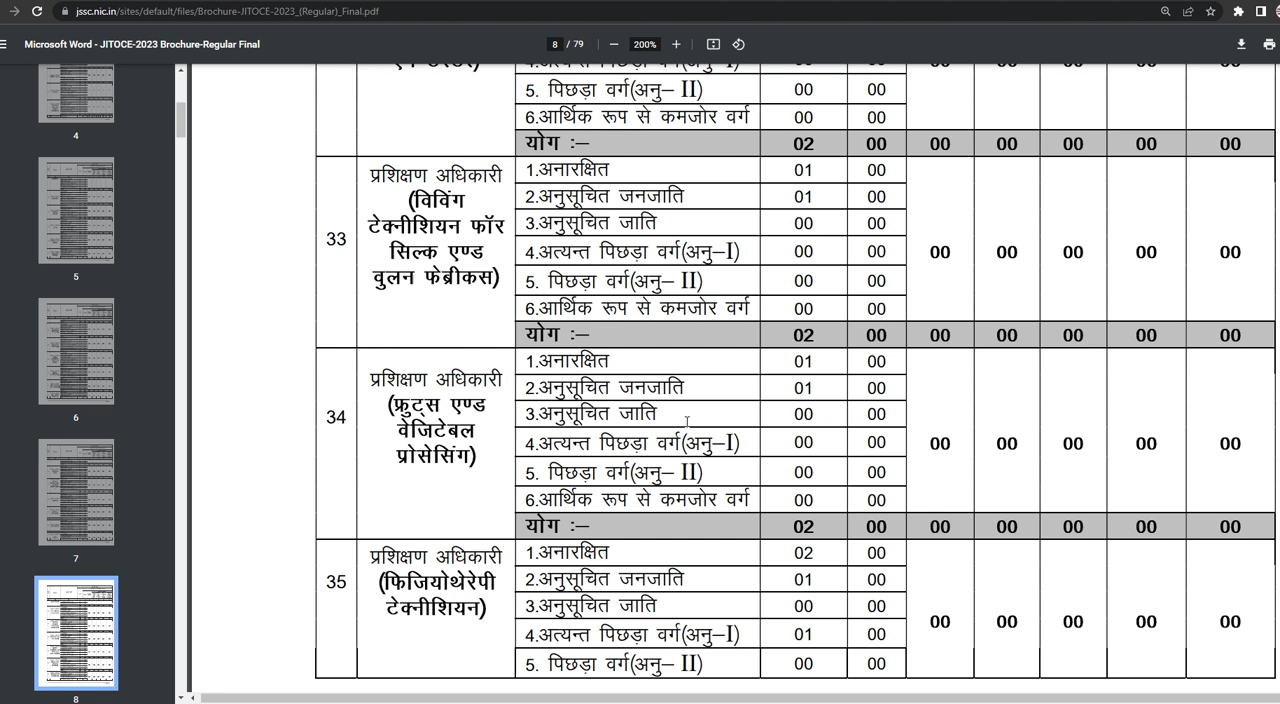 jssc.nic.in/sites/default/files/Brochure-JITOCE-2023_(Regular)_Final.pdf
Microsoft Word - JITOCE-2023 Brochure-Regular Final
8 / 79
200%
4
5
6
7
8
5. पिछड़ा वर्ग(अनु– II) 00 00
6.आर्थिक रूप से कमजोर वर्ग 00 00
योग :– 02 00 00 00 00 00 00
33
प्रशिक्षण अधिकारी
(विविंग
टेक्नीशियन फॉर
सिल्क एण्ड
वुलन फेब्रीकस)
1.अनारक्षित 01 00
2.अनुसूचित जनजाति 01 00
3.अनुसूचित जाति 00 00
4.अत्यन्त पिछड़ा वर्ग(अनु–I) 00 00 00 00 00 00 00
5. पिछड़ा वर्ग(अनु– II) 00 00
6.आर्थिक रूप से कमजोर वर्ग 00 00
योग :– 02 00 00 00 00 00 00
34
प्रशिक्षण अधिकारी
(फ्रुट्स एण्ड
वेजिटेबल
प्रोसेसिंग)
1.अनारक्षित 01 00
2.अनुसूचित जनजाति 01 00
3.अनुसूचित जाति 00 00
4.अत्यन्त पिछड़ा वर्ग(अनु–I) 00 00 00 00 00 00 00
5. पिछड़ा वर्ग(अनु– II) 00 00
6.आर्थिक रूप से कमजोर वर्ग 00 00
योग :– 02 00 00 00 00 00 00
35
प्रशिक्षण अधिकारी
(फिजियोथेरेपी
टेक्नीशियन)
1.अनारक्षित 02 00
2.अनुसूचित जनजाति 01 00
3.अनुसूचित जाति 00 00
4.अत्यन्त पिछड़ा वर्ग(अनु–I) 01 00 00 00 00 00 00
5. पिछड़ा वर्ग(अनु– II) 00 00